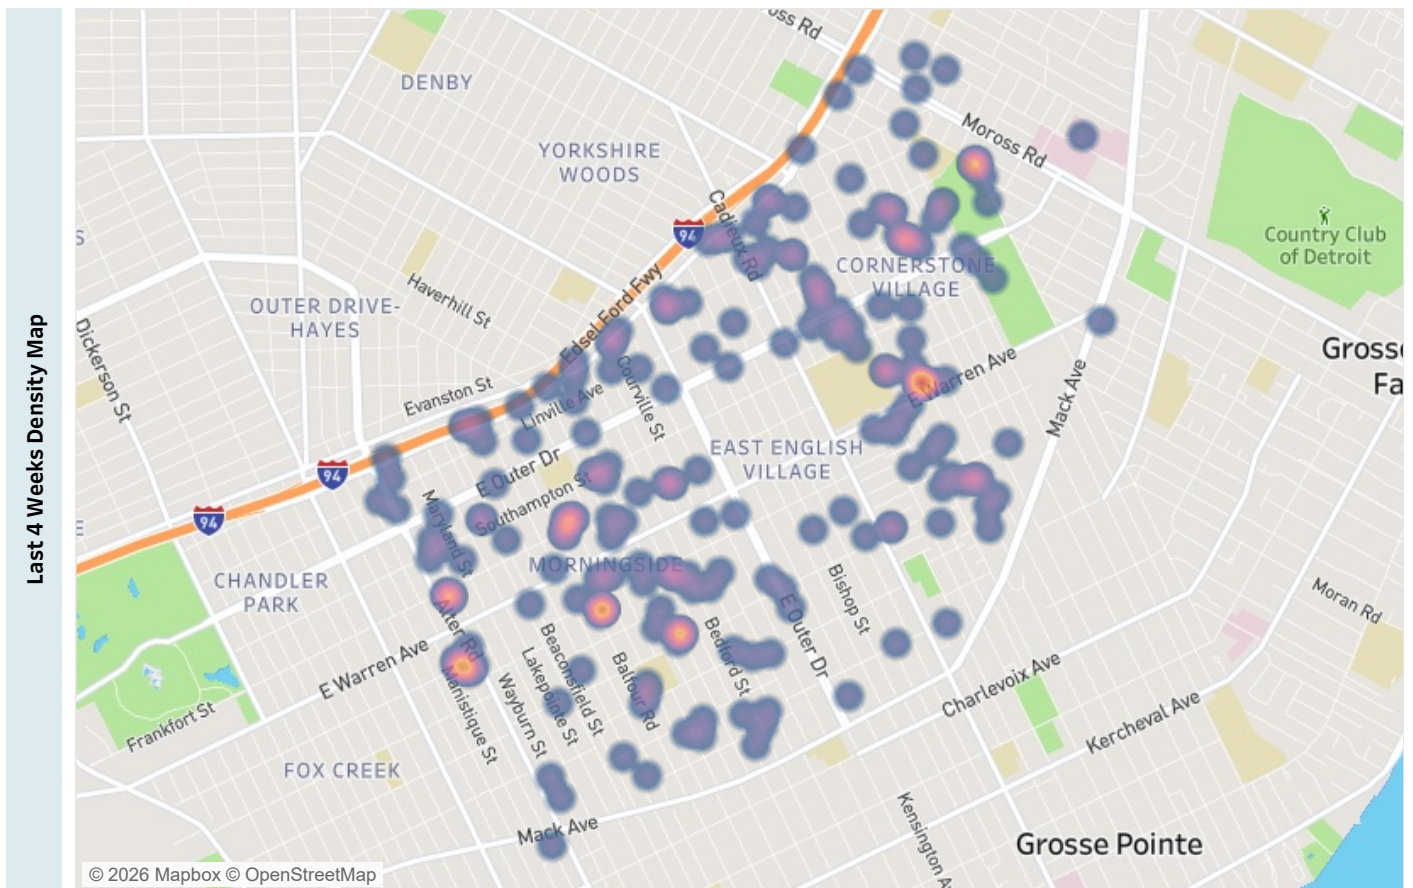 Last 4 Weeks Density Map
Moross Rd
DENBY
Moross Rd
YORKSHIRE
WOODS
Cadieux Rd
94
Country Club
of Detroit
CORNERSTONE
VILLAGE
Haverhill St
OUTER DRIVE-
HAYES
Edsel Ford Fwy
Dickerson St
Grosse
Fa
E Warren Ave
Mack Ave
Evanston St
Linville Ave
Courville St
EAST ENGLISH
VILLAGE
E Outer Dr
94
Southampton St
94
Maryland St
MORNINGSIDE
CHANDLER
PARK
Bishop St
E Outer Dr
Moran Rd
Alter Rd
Beaconsfield St
Bedford St
E Warren Ave
Lakepointe St
Balfour Rd
Manistique St
Wayburn St
Charlevoix Ave
Kercheval Ave
Frankfort St
FOX CREEK
Mack Ave
Kensington A
Grosse Pointe
© 2026 Mapbox © OpenStreetMap